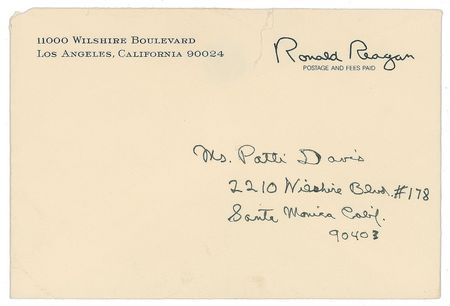 11000 Wilshire Boulevard
Los Angeles, California 90024
Ronald Reagan
POSTAGE AND FEES PAID
Ms. Patti Davis
2210 Wilshire Blvd. #178
Santa Monica Calif.
90403